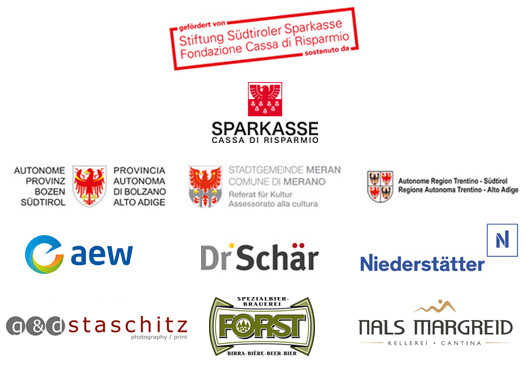 gefördert von
Stiftung Südtiroler Sparkasse
Fondazione Cassa di Risparmio
sostenuto da
SPARKASSE
CASSA DI RISPARMIO
AUTONOME
PROVINZ
BOZEN
SÜDTIROL
PROVINCIA
AUTONOMA
DI BOLZANO
ALTO ADIGE
STADTGEMEINDE MERAN
COMUNE DI MERANO
Referat für Kultur
Assessorato alla cultura
Autonome Region Trentino - Südtirol
Regione Autonoma Trentino - Alto Adige
aew
Dr Schär
N
Niederstätter
a&dstaschitz
photography / print
SPEZIALBIER-
BRAUEREI
FORST
BIRRA-BIÈRE-BEER-BIER
NALS MARGREID
KELLEREI • CANTINA